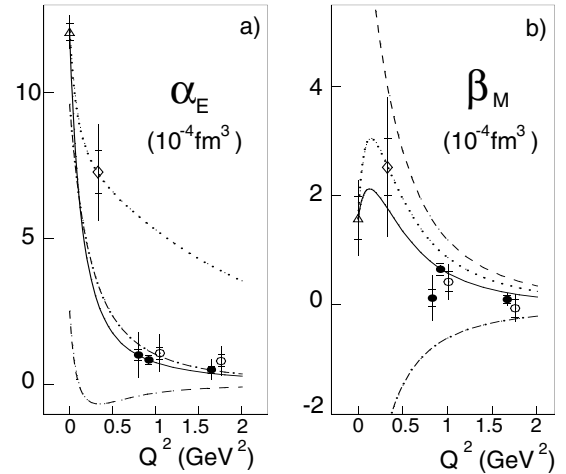 a)
α_E
(10⁻⁴fm³)
10
5
0
0 0.5 1 1.5 2
Q² (GeV²)
b)
β_M
(10⁻⁴fm³)
4
2
0
-2
0 0.5 1 1.5 2
Q² (GeV²)